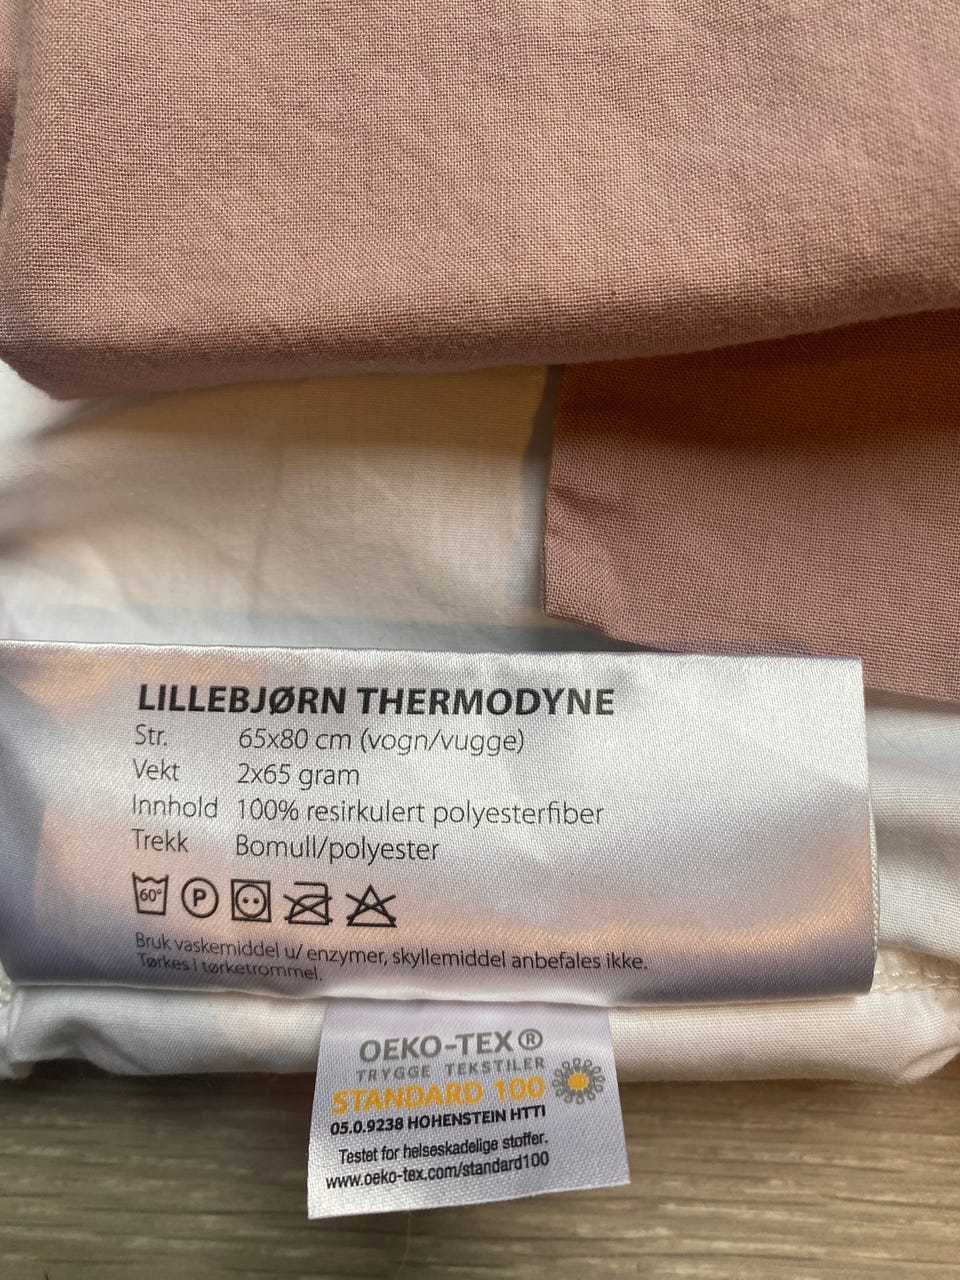 LILLEBJØRN THERMODYNE
Str. 65x80 cm (vogn/vugge)
Vekt 2x65 gram
Innhold 100% resirkulert polyesterfiber
Trekk Bomull/polyester
60° P
Bruk vaskemiddel u/ enzymer, skyllemiddel anbefales ikke.
Tørkes i tørketrommel.
OEKO-TEX®
TRYGGE TEKSTILER
STANDARD 100
05.0.9238 HOHENSTEIN HTTI
Testet for helseskadelige stoffer.
www.oeko-tex.com/standard100